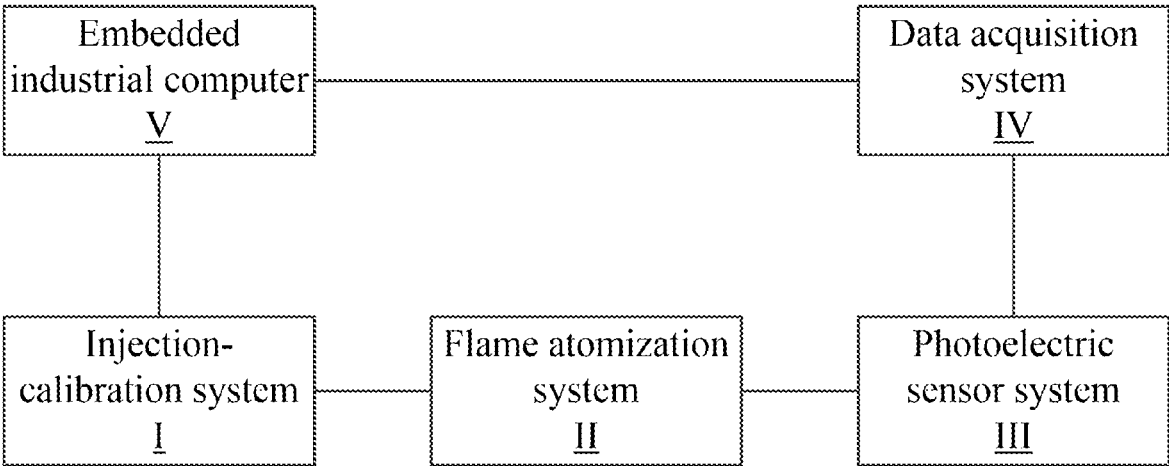 Embedded
industrial computer
V
Data acquisition
system
IV
Injection-
calibration system
I
Flame atomization
system
II
Photoelectric
sensor system
III